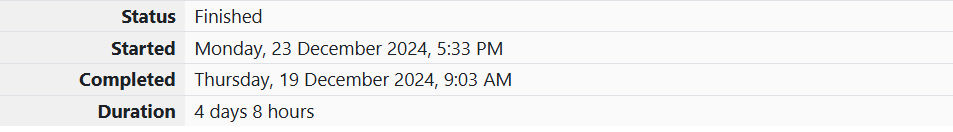 Status Finished
Started Monday, 23 December 2024, 5:33 PM
Completed Thursday, 19 December 2024, 9:03 AM
Duration 4 days 8 hours